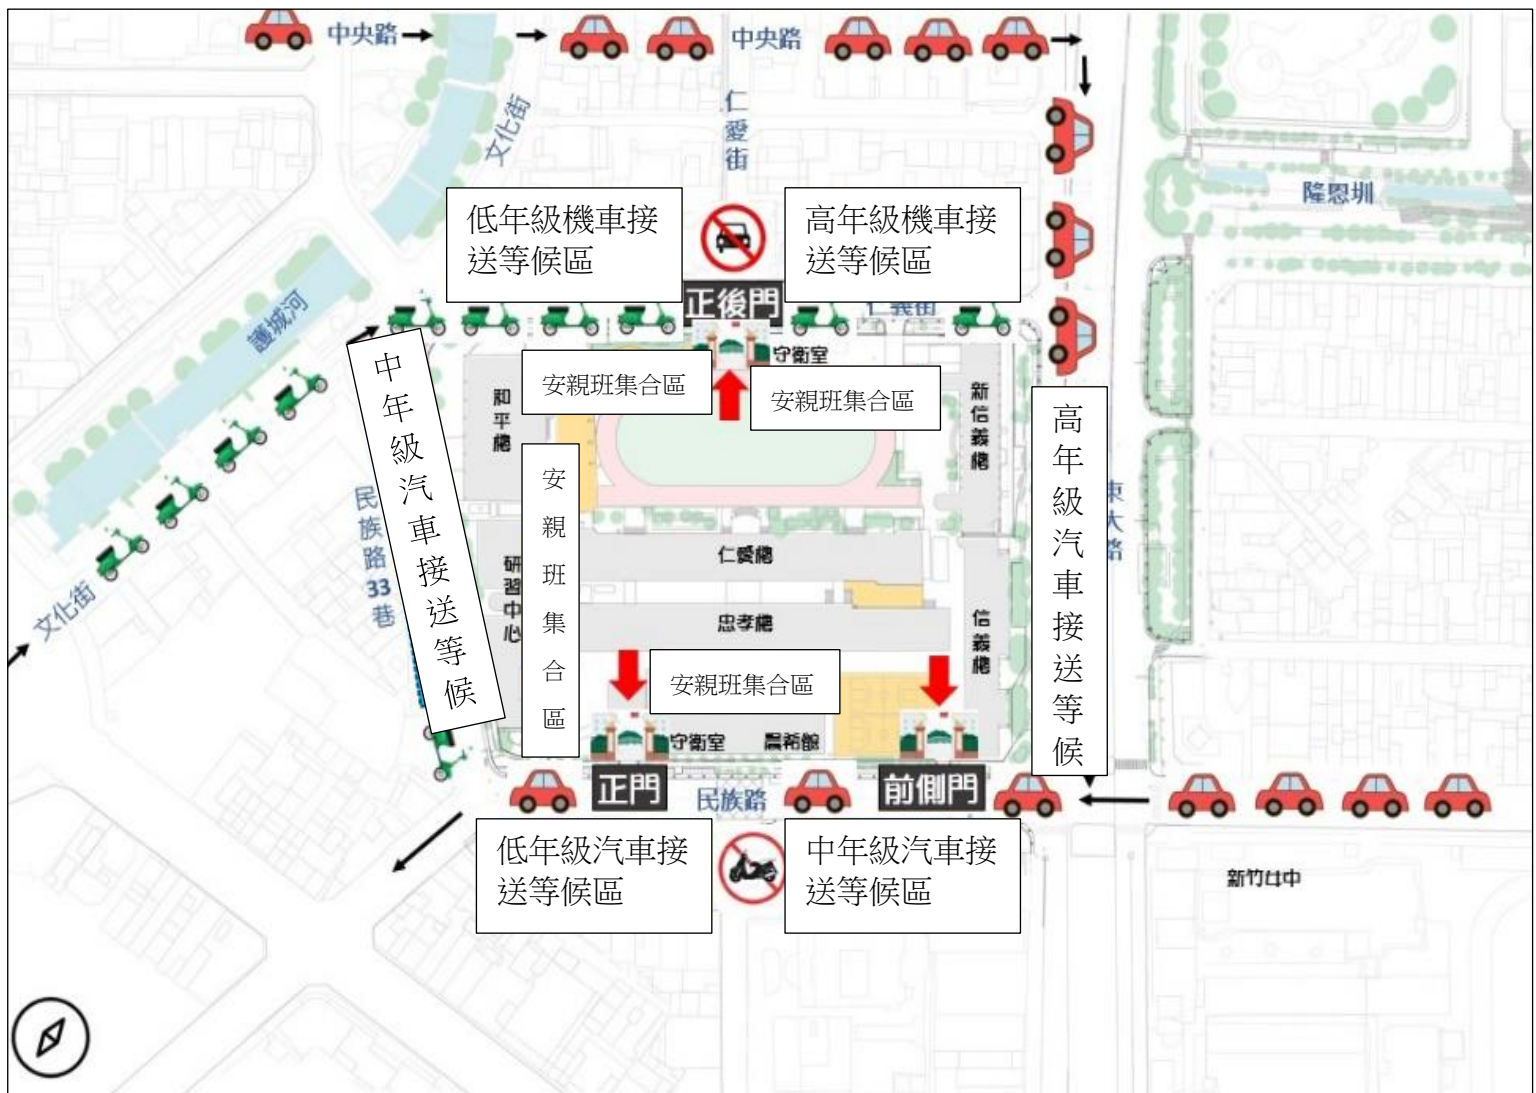 中央路
中央路
文化街
仁愛街
隆恩圳
低年級機車接
送等候區
高年級機車接
送等候區
正後門
仁義街
護城河
守衛室
安親班集合區
安親班集合區
中年級汽車接送等候
和平樓
新信義樓
高年級汽車接送等候
東大路
安親班集合區
民族路33巷
仁愛樓
研習中心
文化街
忠孝樓
信義樓
安親班集合區
守衛室
晨希館
正門
民族路
前側門
低年級汽車接
送等候區
中年級汽車接
送等候區
新竹女中